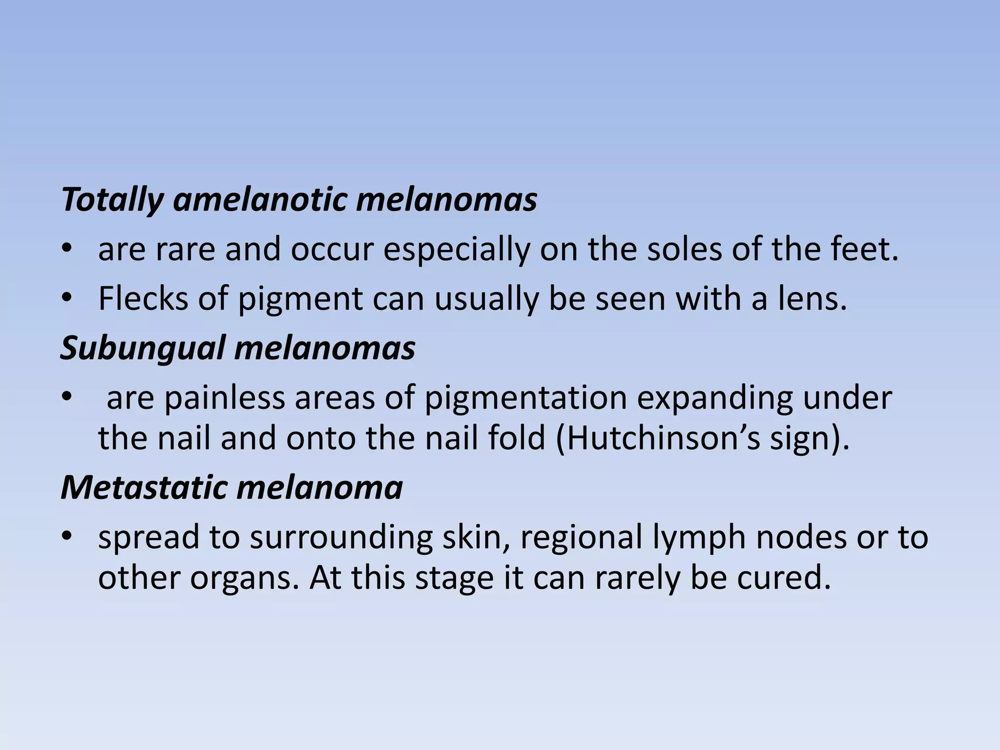 Totally amelanotic melanomas
• are rare and occur especially on the soles of the feet.
• Flecks of pigment can usually be seen with a lens.
Subungual melanomas
• are painless areas of pigmentation expanding under
the nail and onto the nail fold (Hutchinson’s sign).
Metastatic melanoma
• spread to surrounding skin, regional lymph nodes or to
other organs. At this stage it can rarely be cured.